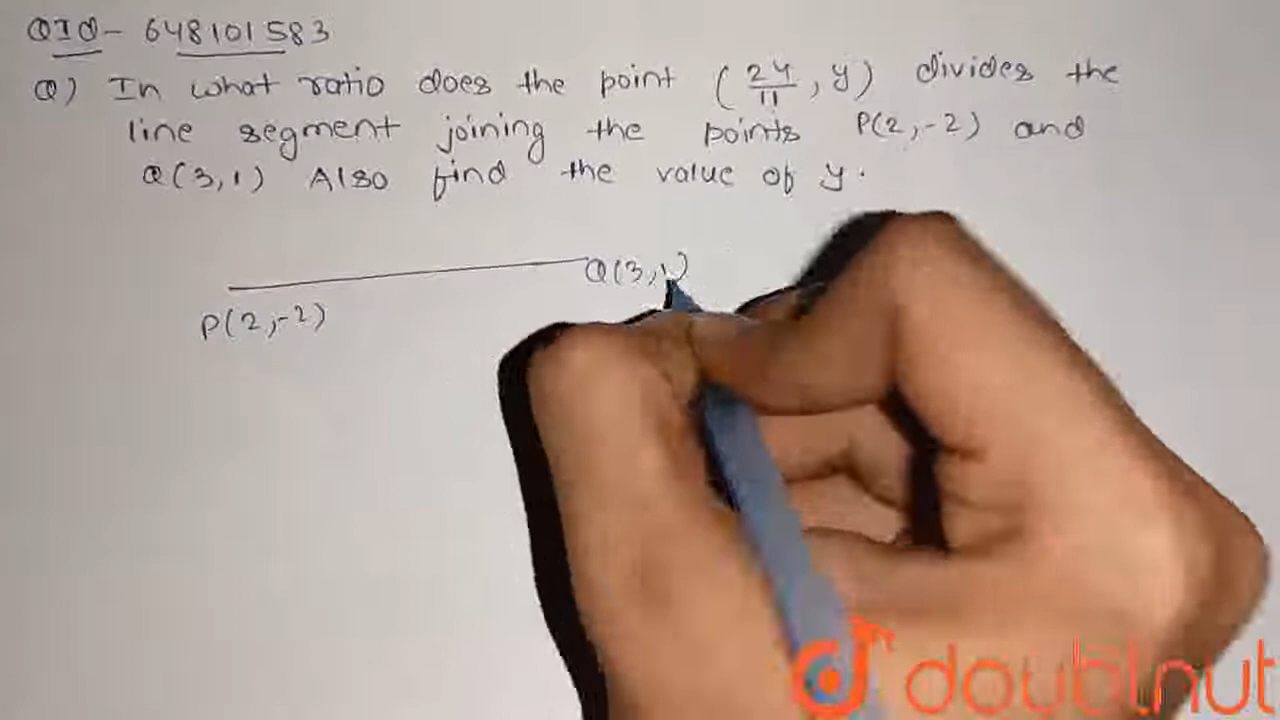 QID- 648101583
Q) In what ratio does the point (24/11, y) divides the
line segment joining the points P(2,-2) and
Q(3,1) Also find the value of y.
Q(3,1)
P(2,-2)
doubtnut